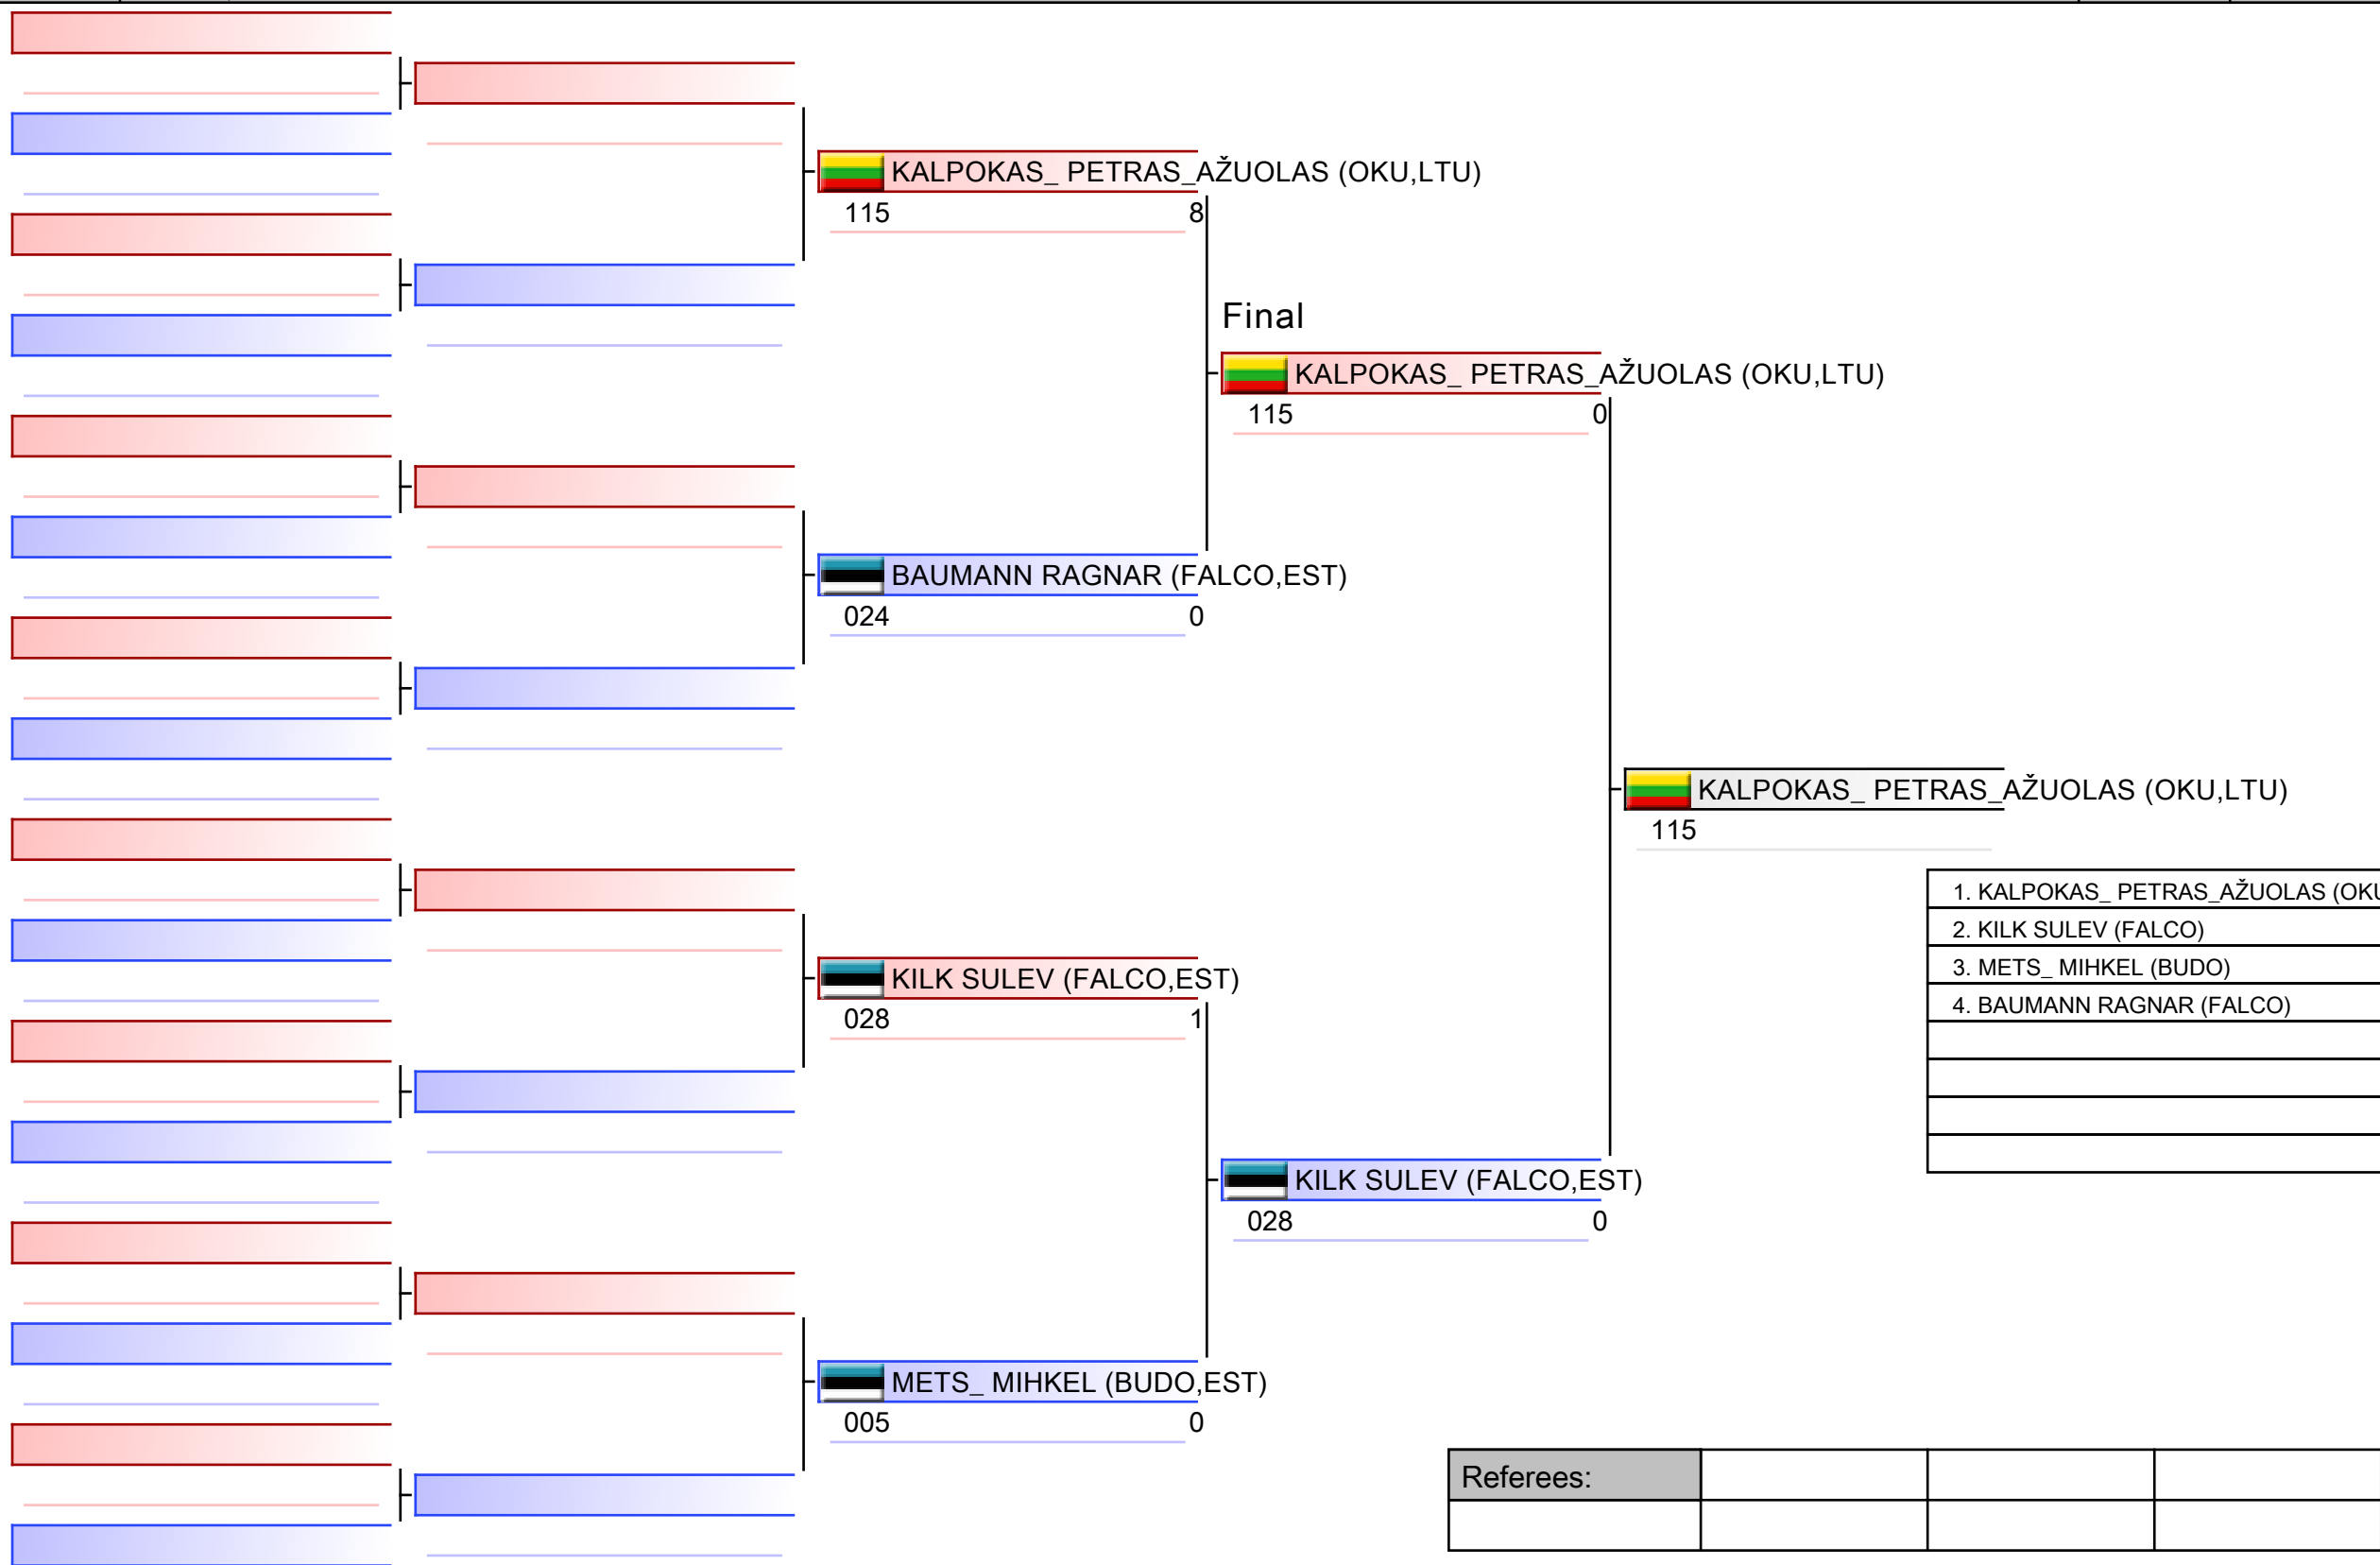 KALPOKAS_ PETRAS_AŽUOLAS (OKU,LTU)
115 8
Final
KALPOKAS_ PETRAS_AŽUOLAS (OKU,LTU)
115 0
BAUMANN RAGNAR (FALCO,EST)
024 0
KALPOKAS_ PETRAS_AŽUOLAS (OKU,LTU)
115
1. KALPOKAS_ PETRAS_AŽUOLAS (OKU
2. KILK SULEV (FALCO)
3. METS_ MIHKEL (BUDO)
4. BAUMANN RAGNAR (FALCO)
KILK SULEV (FALCO,EST)
028 1
KILK SULEV (FALCO,EST)
028 0
METS_ MIHKEL (BUDO,EST)
005 0
Referees: